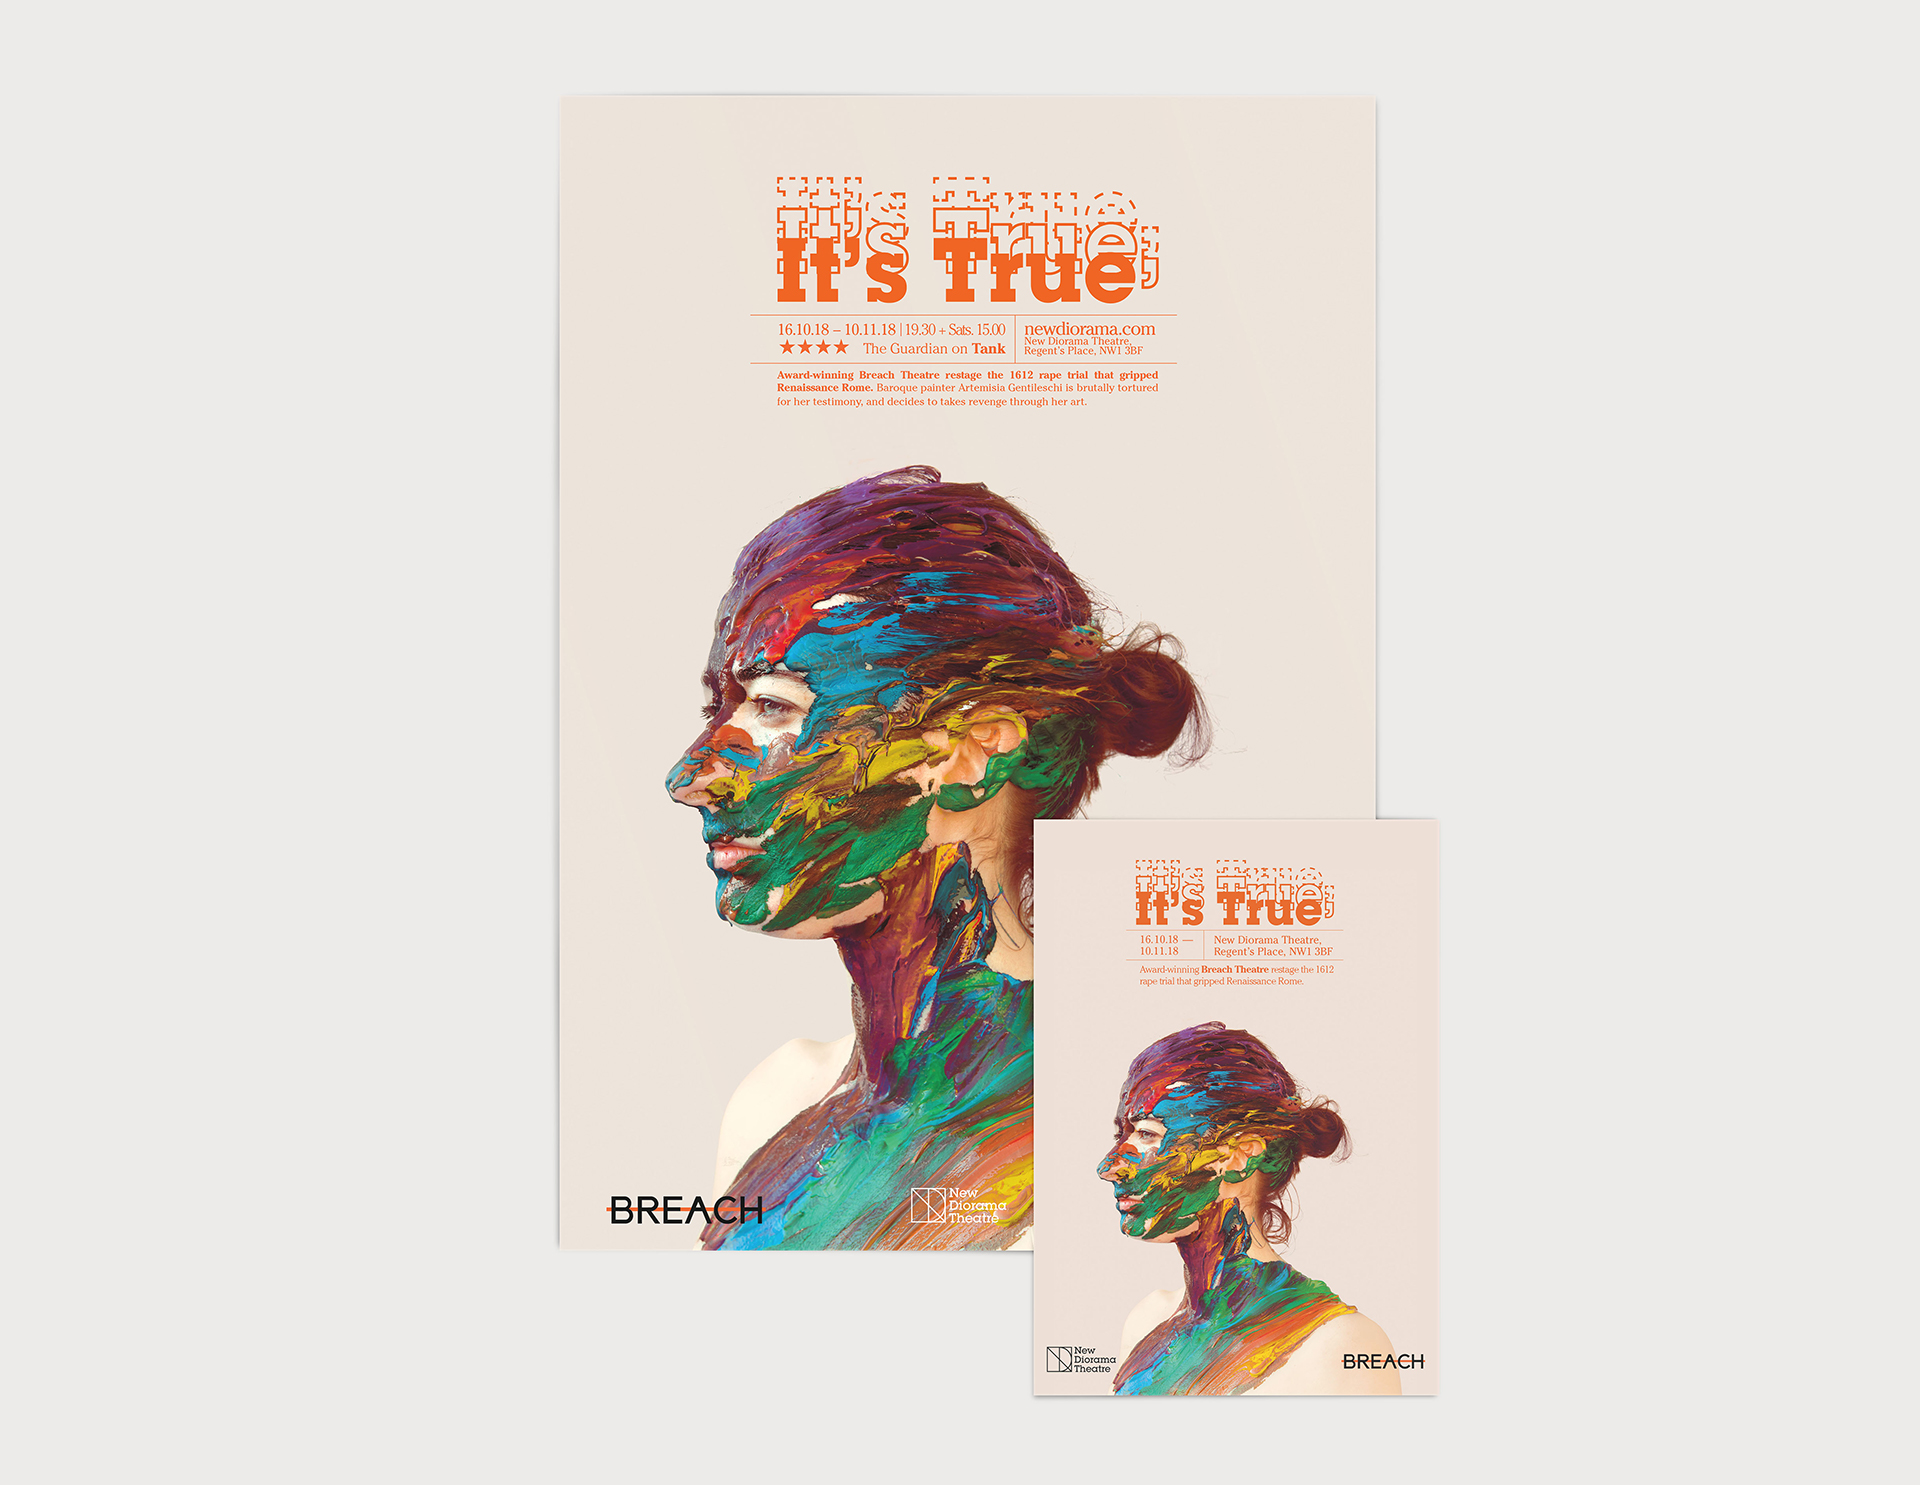 It's True,
It's True,
It's True,
16.10.18 – 10.11.18 | 19.30 + Sats. 15.00
★★★★ The Guardian on Tank
newdiorama.com
New Diorama Theatre,
Regent's Place, NW1 3BF
Award-winning Breach Theatre restage the 1612 rape trial that gripped
Renaissance Rome. Baroque painter Artemisia Gentileschi is brutally tortured
for her testimony, and decides to takes revenge through her art.
BREACH
New
Diorama
Theatre
It's True,
It's True,
It's True,
16.10.18 —
10.11.18
New Diorama Theatre,
Regent's Place, NW1 3BF
Award-winning Breach Theatre restage the 1612
rape trial that gripped Renaissance Rome.
New
Diorama
Theatre
BREACH